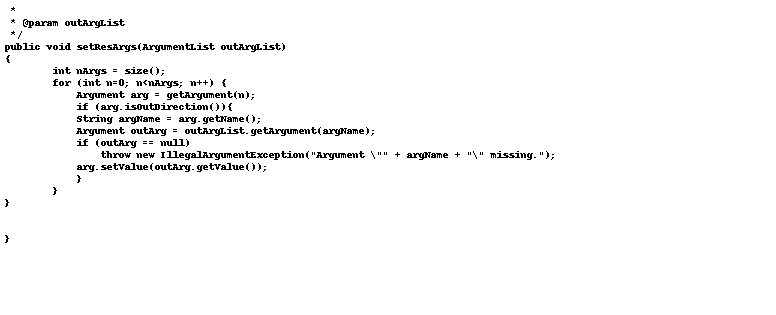 *
* @param outArgList
*/
public void setResArgs(ArgumentList outArgList)
{
int nArgs = size();
for (int n=0; n<nArgs; n++) {
Argument arg = getArgument(n);
if (arg.isOutDirection()){
String argName = arg.getName();
Argument outArg = outArgList.getArgument(argName);
if (outArg == null)
throw new IllegalArgumentException("Argument \"" + argName + "\" missing.");
arg.setValue(outArg.getValue());
}
}
}
}